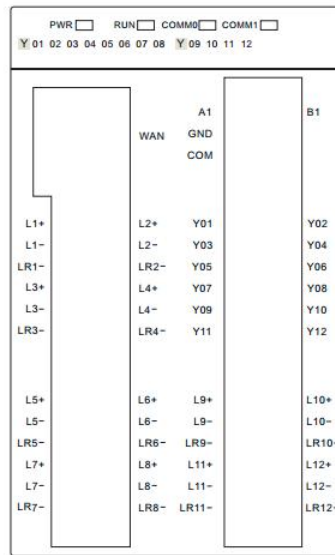 PWR RUN COMM0 COMM1
Y 01 02 03 04 05 06 07 08 Y 09 10 11 12
A1 B1
WAN GND
COM
L1+ L2+ Y01 Y02
L1− L2− Y03 Y04
LR1− LR2− Y05 Y06
L3+ L4+ Y07 Y08
L3− L4− Y09 Y10
LR3− LR4− Y11 Y12
L5+ L6+ L9+ L10+
L5− L6− L9− L10−
LR5− LR6− LR9− LR10−
L7+ L8+ L11+ L12+
L7− L8− L11− L12−
LR7− LR8− LR11− LR12−